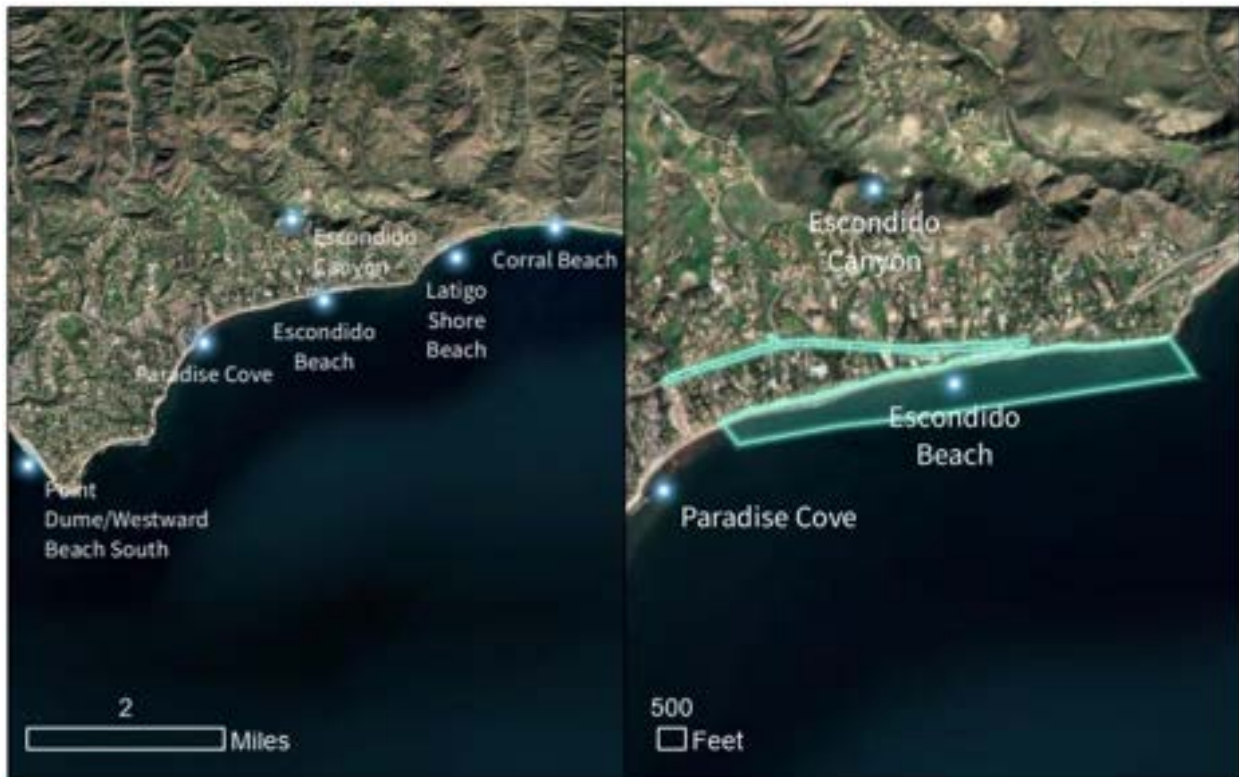 Escondido
Canyon
Corral Beach
Latigo
Shore
Beach
Escondido
Beach
Paradise Cove
Point
Dume/Westward
Beach South
2
Miles
Escondido
Canyon
Escondido
Beach
Paradise Cove
500
Feet